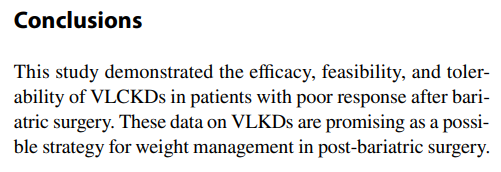 Conclusions
This study demonstrated the efficacy, feasibility, and toler-
ability of VLCKDs in patients with poor response after bari-
atric surgery. These data on VLKDs are promising as a possi-
ble strategy for weight management in post-bariatric surgery.